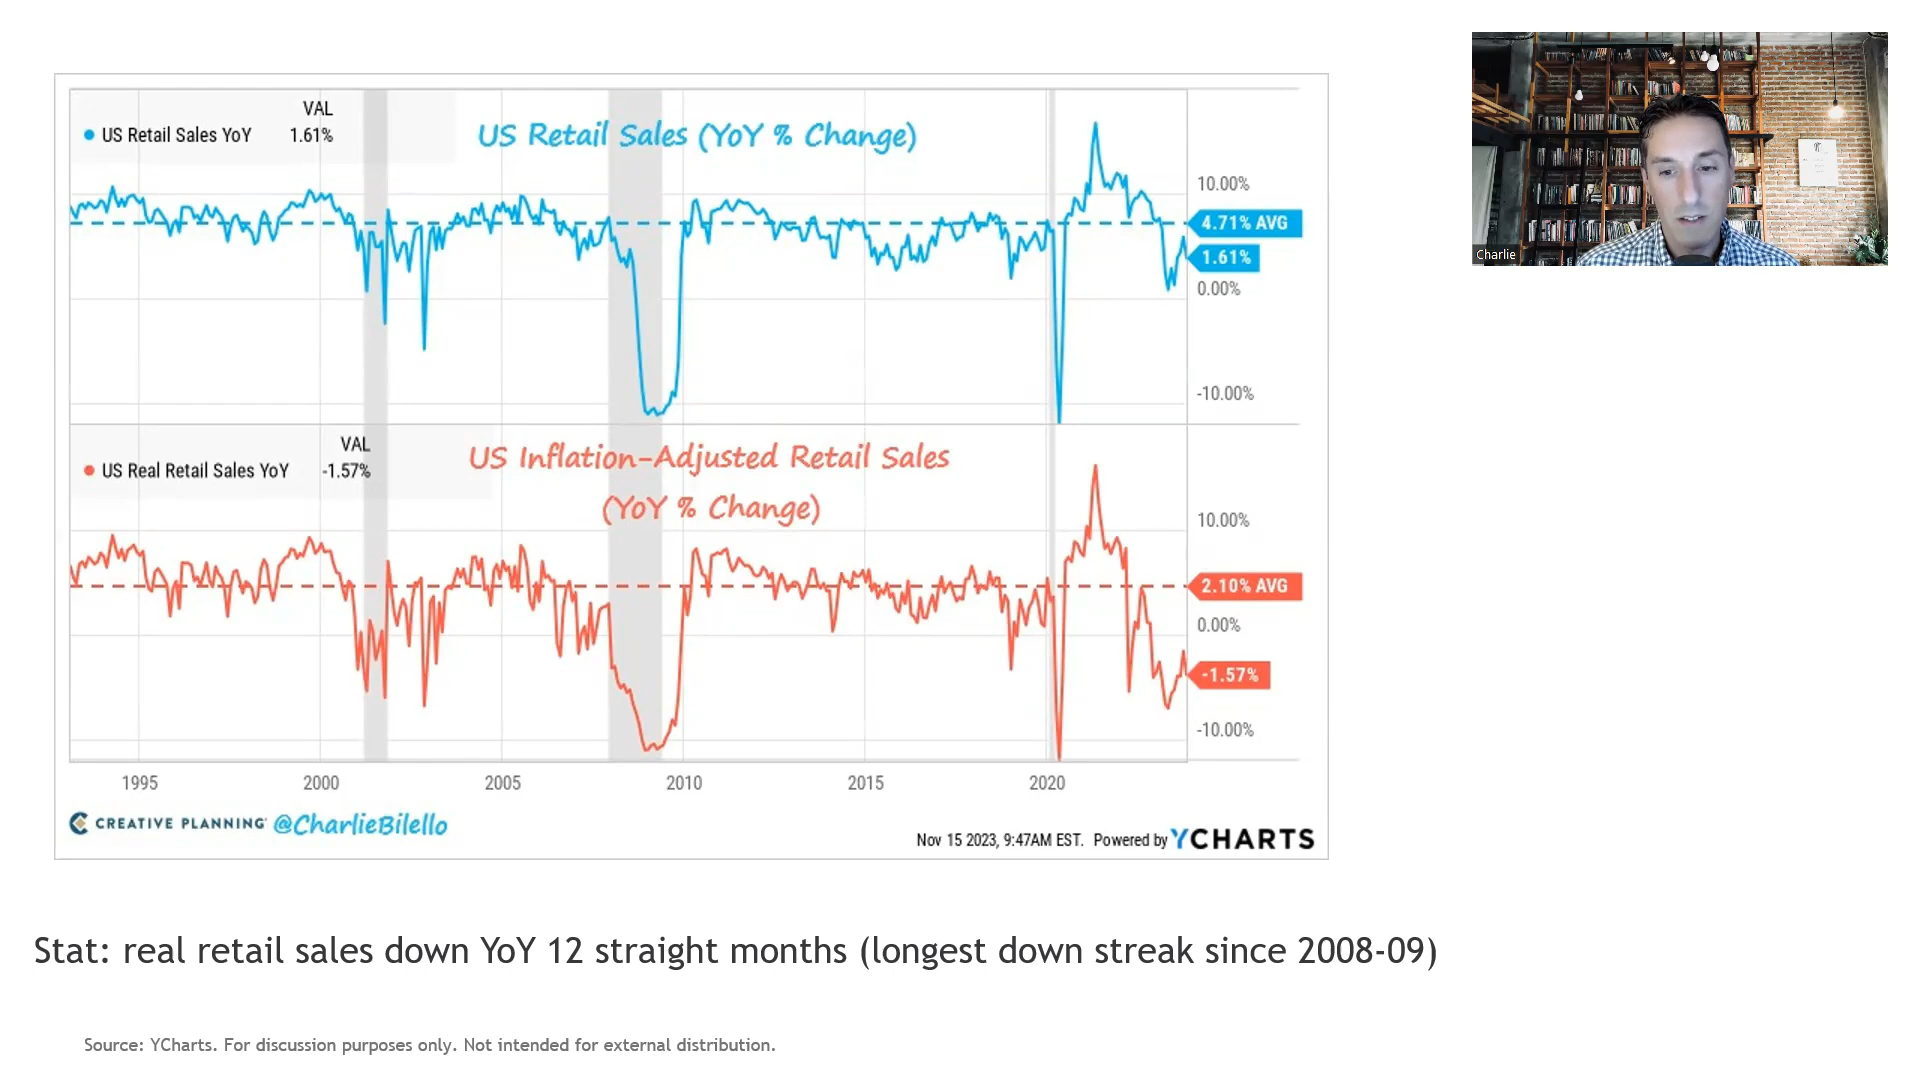 VAL
US Retail Sales YoY 1.61%
US Retail Sales (YoY % Change)
10.00%
4.71% AVG
1.61%
0.00%
-10.00%
VAL
US Real Retail Sales YoY -1.57%
US Inflation-Adjusted Retail Sales
(YoY % Change)
10.00%
2.10% AVG
0.00%
-1.57%
-10.00%
1995 2000 2005 2010 2015 2020
CREATIVE PLANNING @CharlieBilello
Nov 15 2023, 9:47AM EST. Powered by YCHARTS
Charlie
Stat: real retail sales down YoY 12 straight months (longest down streak since 2008-09)
Source: YCharts. For discussion purposes only. Not intended for external distribution.